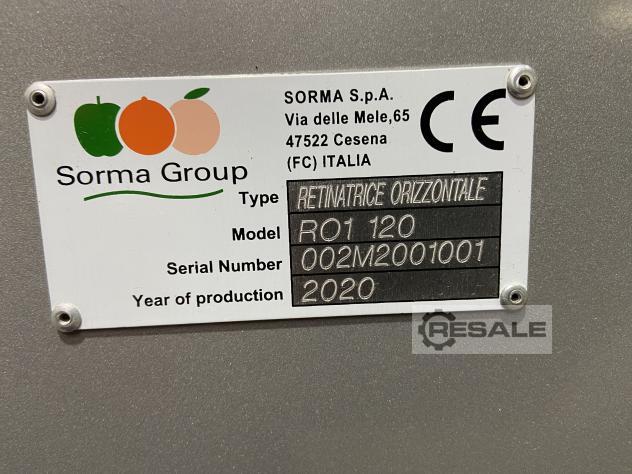 SORMA S.p.A.
Via delle Mele,65
47522 Cesena
(FC) ITALIA
CE
Sorma Group
Type RETINATRICE ORIZZONTALE
Model RO1 120
Serial Number 002M2001001
Year of production 2020
RESALE